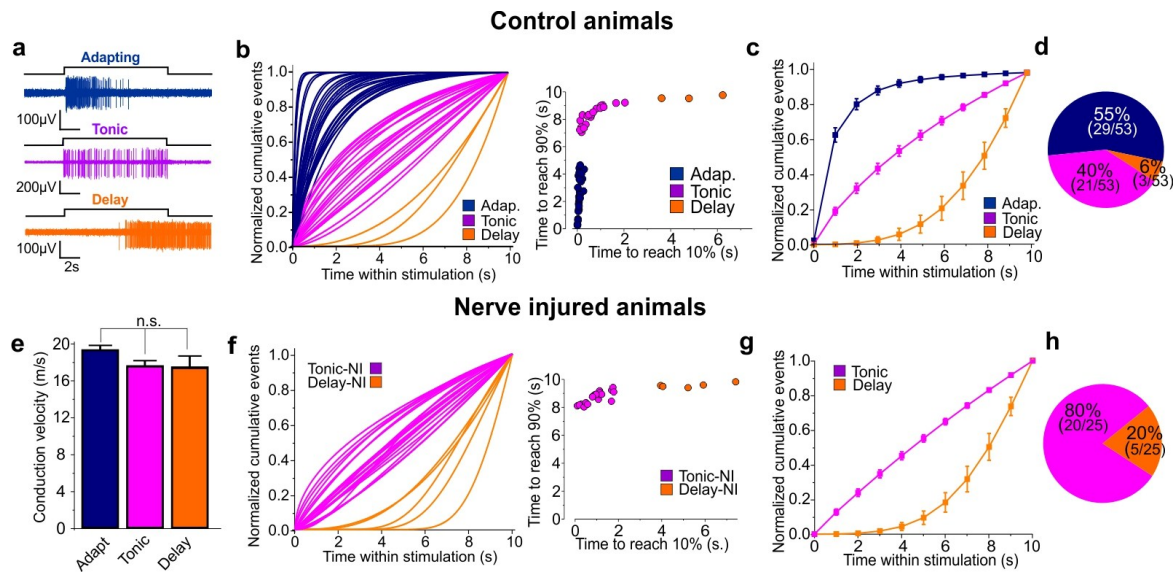 Control animals
a
Adapting
100µV
Tonic
200µV
Delay
100µV
2s
b
Normalized cumulative events
1.0
0.8
0.6
0.4
0.2
0.0
0 2 4 6 8 10
Time within stimulation (s)
Adap.
Tonic
Delay
Time to reach 90% (s)
10
8
6
4
2
0
0 2 4 6
Time to reach 10% (s)
Adap.
Tonic
Delay
c
Normalized cumulative events
1.0
0.8
0.6
0.4
0.2
0.0
0 2 4 6 8 10
Time within stimulation (s)
Adap.
Tonic
Delay
d
55%
(29/53)
40%
(21/53)
6%
(3/53)
Nerve injured animals
e
n.s.
Conduction velocity (m/s)
20
16
12
8
4
0
Adapt
Tonic
Delay
f
Normalized cumulative events
1.0
0.8
0.6
0.4
0.2
0.0
Tonic-NI
Delay-NI
0 2 4 6 8 10
Time within stimulation (s)
Time to reach 90% (s)
10
8
6
4
2
0
Tonic-NI
Delay-NI
0 2 4 6
Time to reach 10% (s.)
g
Normalized cumulative events
1.0
0.8
0.6
0.4
0.2
0.0
Tonic
Delay
0 2 4 6 8 10
Time within stimulation (s)
h
80%
(20/25)
20%
(5/25)